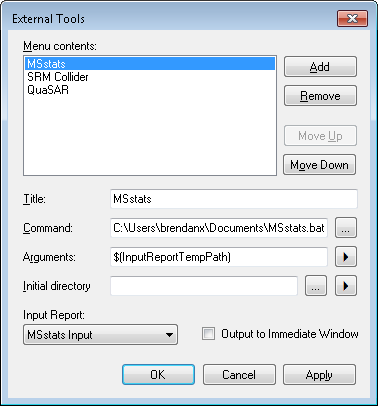 External Tools
Menu contents:
MSstats
SRM Collider
QuaSAR
Add
Remove
Move Up
Move Down
Title:
MSstats
Command:
C:\Users\brendanx\Documents\MSstats.bat
...
Arguments:
$(InputReportTempPath)
Initial directory
...
Input Report:
MSstats Input
Output to Immediate Window
OK
Cancel
Apply